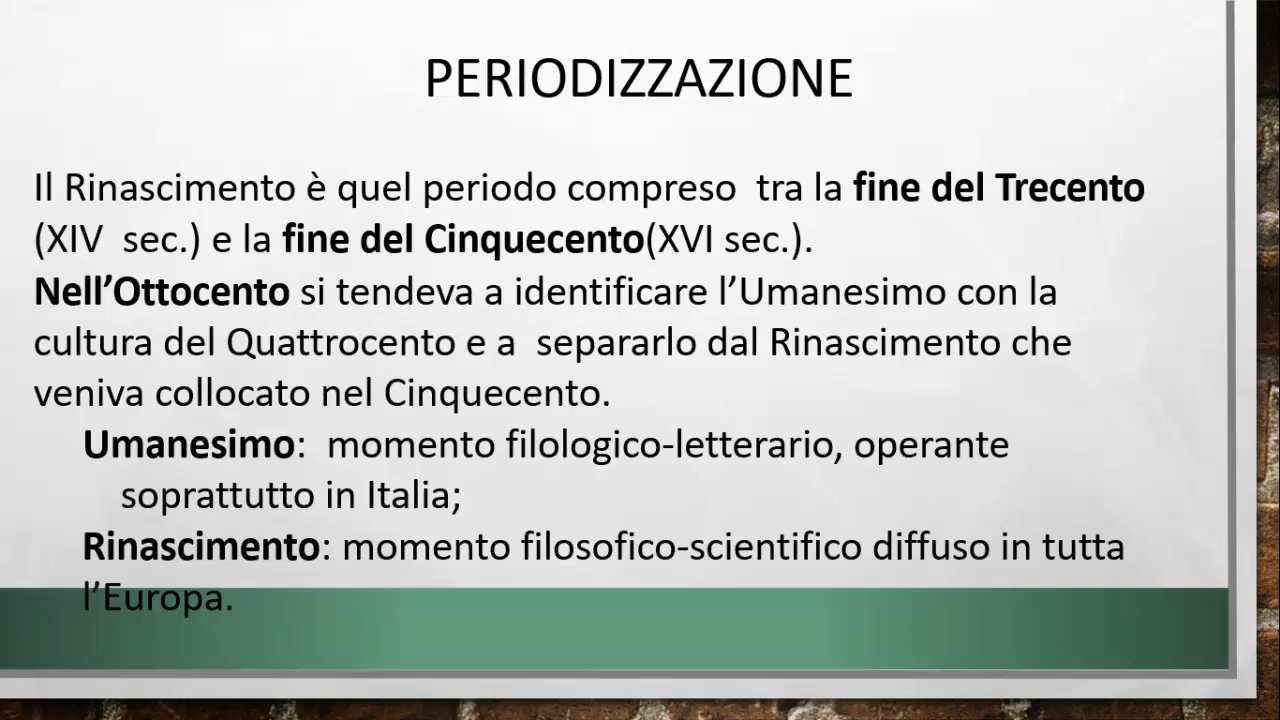 PERIODIZZAZIONE
Il Rinascimento è quel periodo compreso  tra la fine del Trecento
(XIV  sec.) e la fine del Cinquecento(XVI sec.).
Nell’Ottocento si tendeva a identificare l’Umanesimo con la
cultura del Quattrocento e a  separarlo dal Rinascimento che
veniva collocato nel Cinquecento.
Umanesimo:  momento filologico-letterario, operante
soprattutto in Italia;
Rinascimento: momento filosofico-scientifico diffuso in tutta
l’Europa.